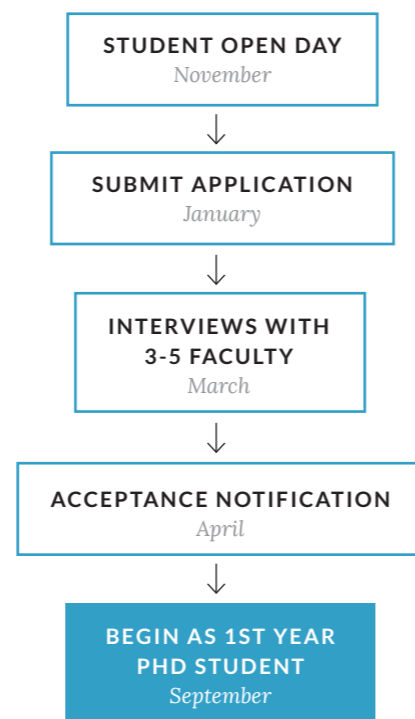 STUDENT OPEN DAY
November
SUBMIT APPLICATION
January
INTERVIEWS WITH
3-5 FACULTY
March
ACCEPTANCE NOTIFICATION
April
BEGIN AS 1ST YEAR
PHD STUDENT
September